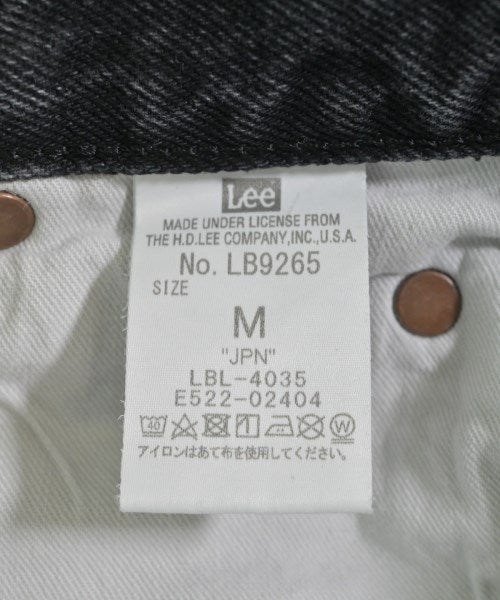 Lee
MADE UNDER LICENSE FROM
THE H.D.LEE COMPANY,INC.,U.S.A.
No. LB9265
SIZE
M
"JPN"
LBL-4035
E522-02404
40 W
アイロンはあて布を使用してください。